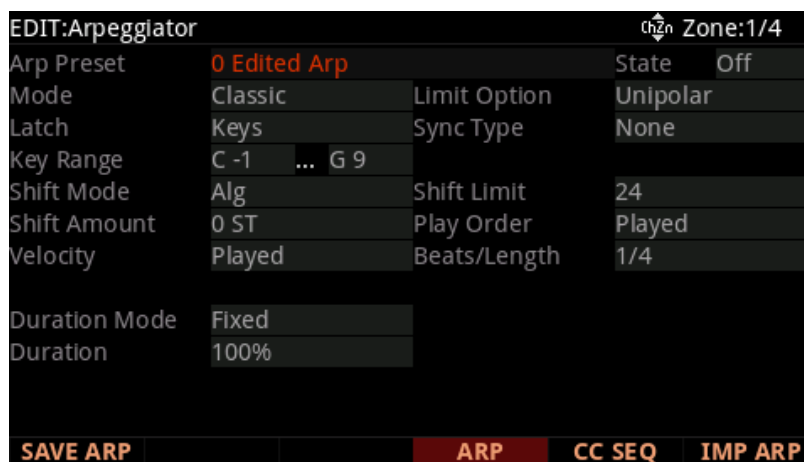 EDIT:Arpeggiator ChZn Zone:1/4
Arp Preset 0 Edited Arp State Off
Mode Classic Limit Option Unipolar
Latch Keys Sync Type None
Key Range C -1 ... G 9
Shift Mode Alg Shift Limit 24
Shift Amount 0 ST Play Order Played
Velocity Played Beats/Length 1/4
Duration Mode Fixed
Duration 100%
SAVE ARP ARP CC SEQ IMP ARP